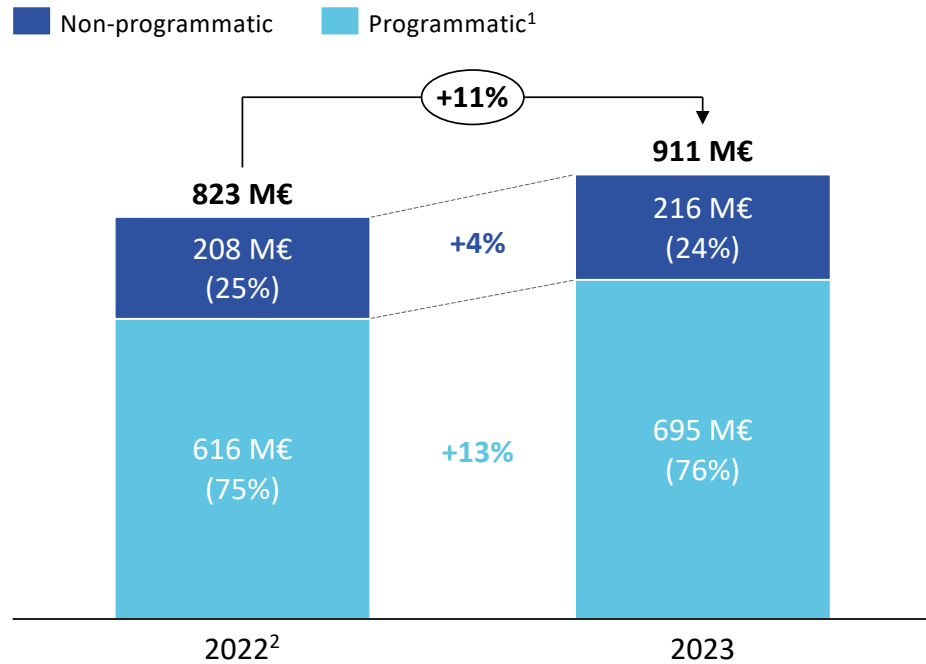 Non-programmatic
Programmatic¹
+11%
823 M€
911 M€
208 M€
(25%)
+4%
216 M€
(24%)
616 M€
(75%)
+13%
695 M€
(76%)
2022²
2023